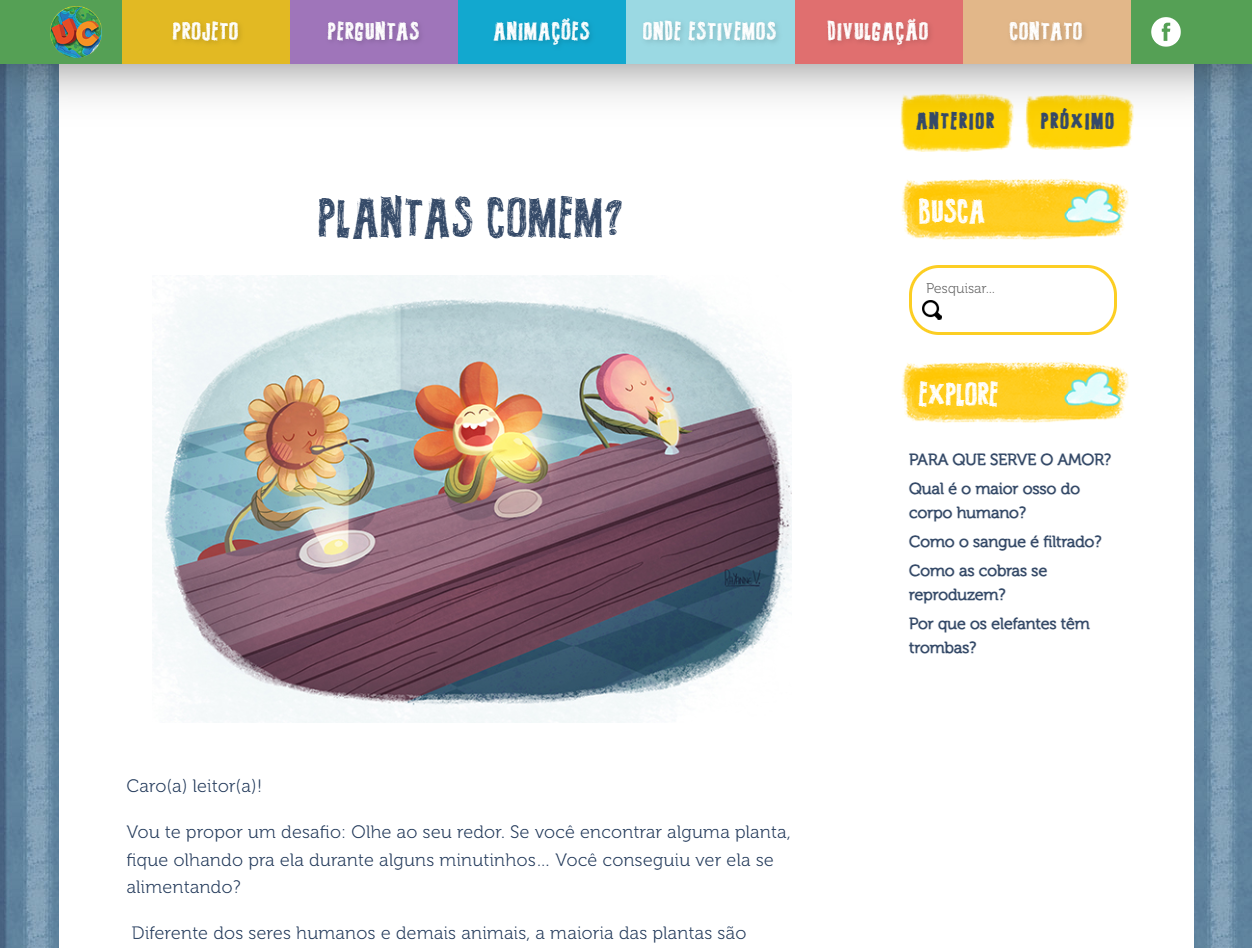 UC
PROJETO
PERGUNTAS
ANIMAÇÕES
ONDE ESTIVEMOS
DIVULGAÇÃO
CONTATO
f
ANTERIOR
PRÓXIMO
BUSCA
Pesquisar...
EXPLORE
PARA QUE SERVE O AMOR?
Qual é o maior osso do
corpo humano?
Como o sangue é filtrado?
Como as cobras se
reproduzem?
Por que os elefantes têm
trombas?
PLANTAS COMEM?
Caro(a) leitor(a)!
Vou te propor um desafio: Olhe ao seu redor. Se você encontrar alguma planta,
fique olhando pra ela durante alguns minutinhos... Você conseguiu ver ela se
alimentando?
Diferente dos seres humanos e demais animais, a maioria das plantas são